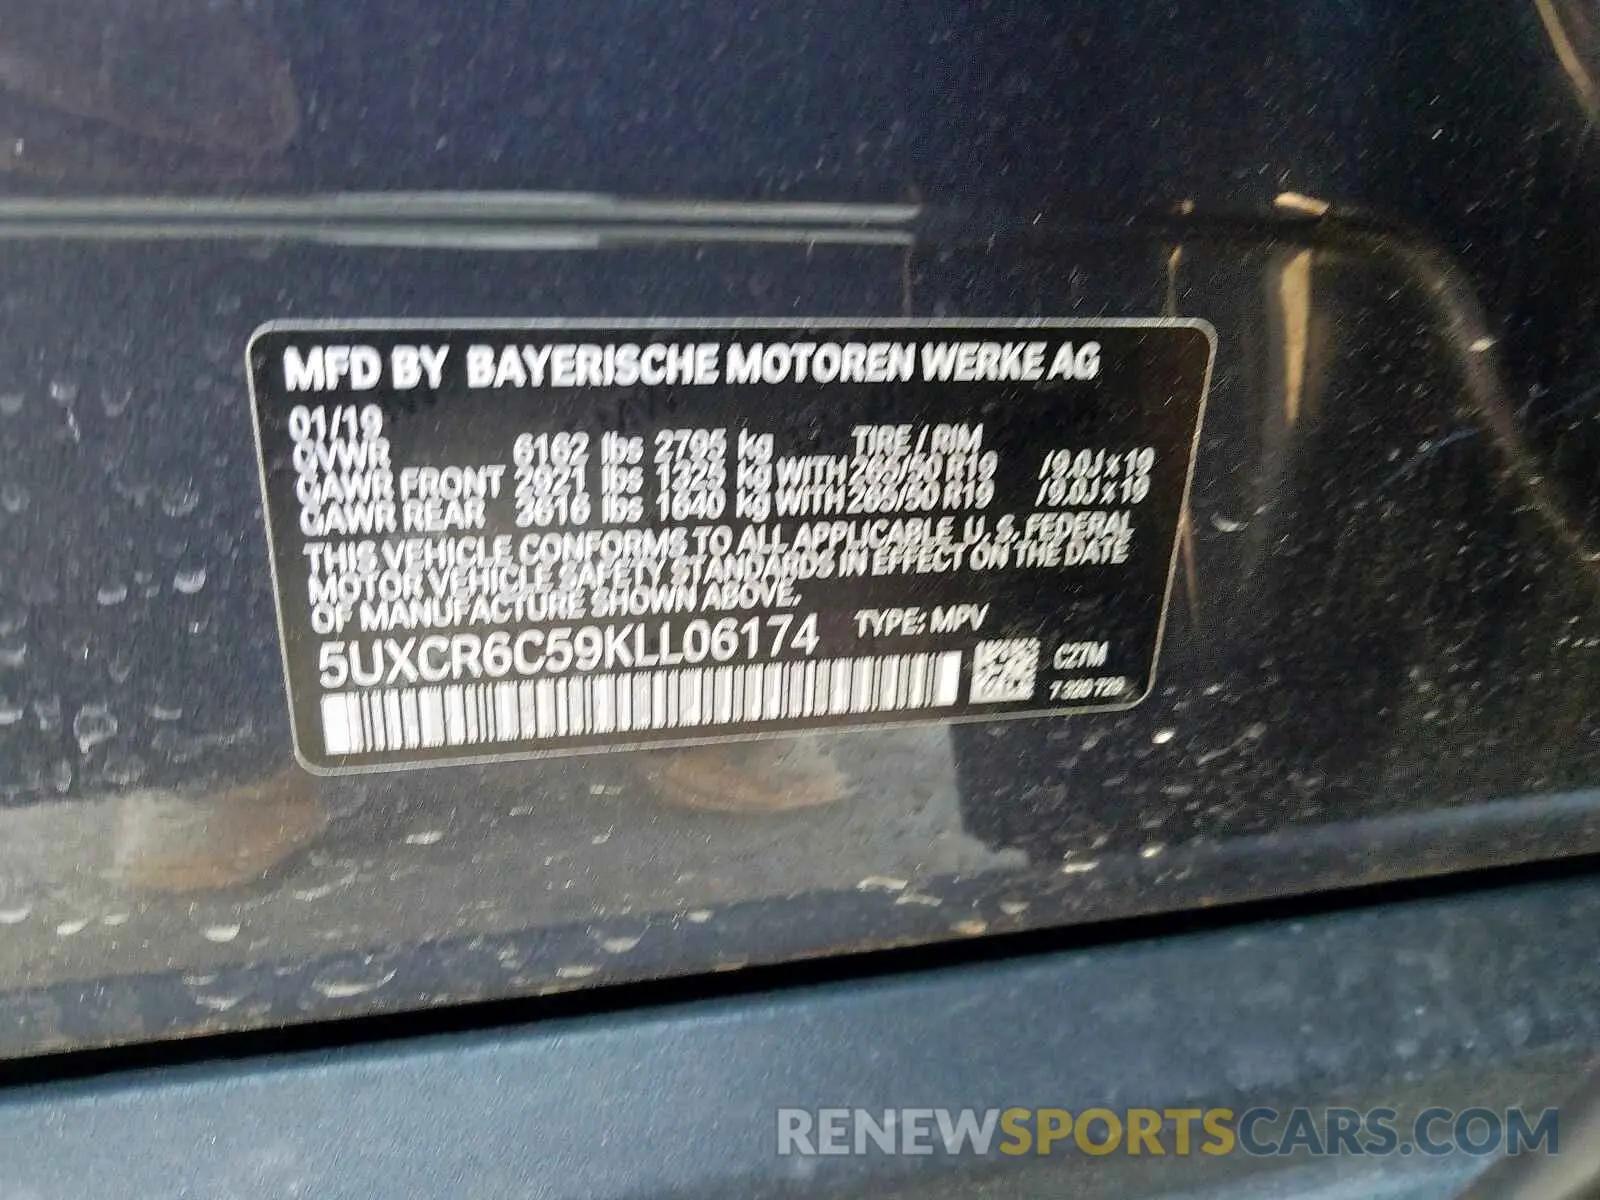 MFD BY BAYERISCHE MOTOREN WERKE AG
01/19
GVWR 6162 lbs 2795 kg TIRE / RIM
GAWR FRONT 2921 lbs 1325 kg WITH 265/50 R19 /9.0J x 19
GAWR REAR 3616 lbs 1640 kg WITH 265/50 R19 /9.0J x 19
THIS VEHICLE CONFORMS TO ALL APPLICABLE U. S. FEDERAL
MOTOR VEHICLE SAFETY STANDARDS IN EFFECT ON THE DATE
OF MANUFACTURE SHOWN ABOVE.
5UXCR6C59KLL06174 TYPE: MPV
C27M
RENEWSPORTSCARS.COM